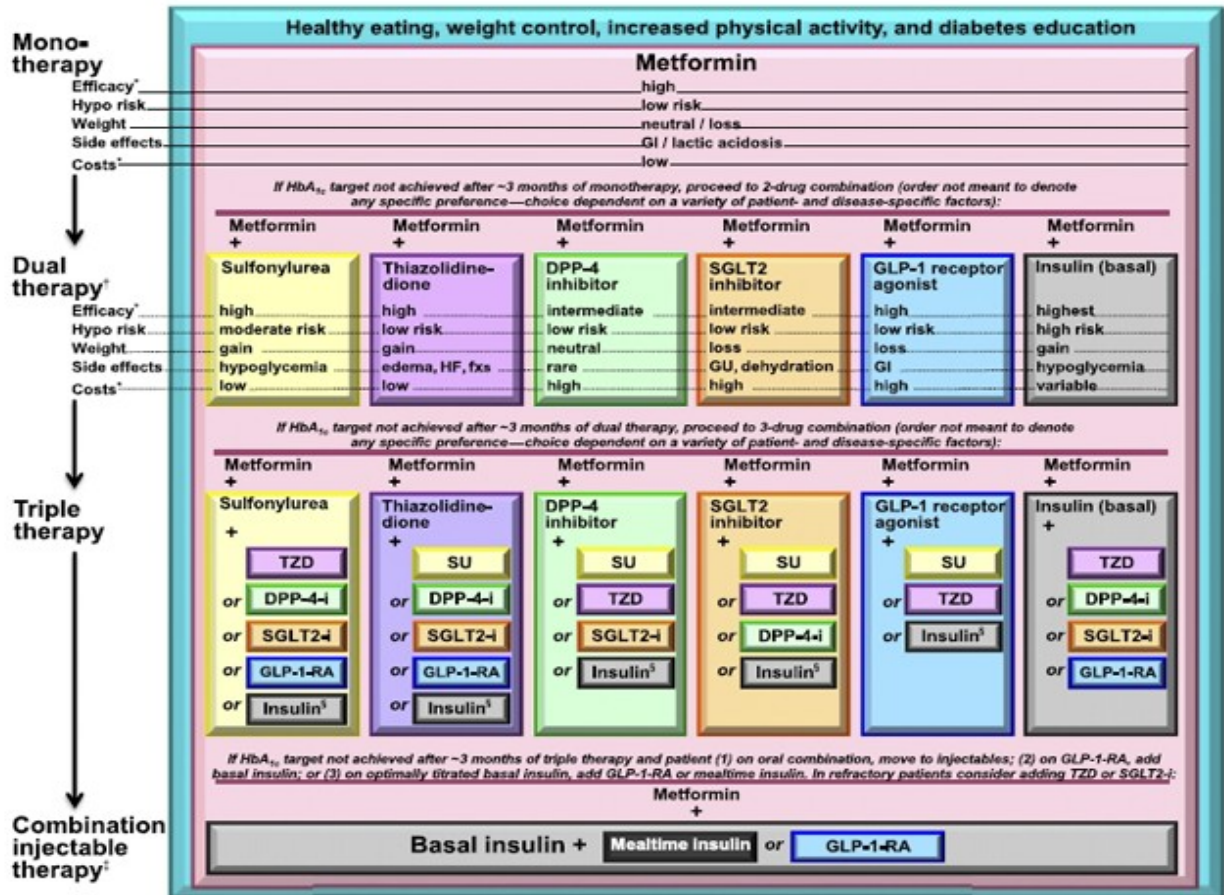 Healthy eating, weight control, increased physical activity, and diabetes education
Mono-
therapy
Metformin
Efficacy* high
Hypo risk low risk
Weight neutral / loss
Side effects GI / lactic acidosis
Costs* low
If HbA1c target not achieved after ~3 months of monotherapy, proceed to 2-drug combination (order not meant to denote
any specific preference—choice dependent on a variety of patient- and disease-specific factors):
Metformin Metformin Metformin Metformin Metformin Metformin
+ + + + + +
Dual
therapy†
Sulfonylurea Thiazolidine- DPP-4 SGLT2 GLP-1 receptor Insulin (basal)
dione inhibitor inhibitor agonist
Efficacy* high high intermediate intermediate high highest
Hypo risk moderate risk low risk low risk low risk low risk high risk
Weight gain gain neutral loss loss gain
Side effects hypoglycemia edema, HF, fxs rare GU, dehydration GI hypoglycemia
Costs* low low high high high variable
If HbA1c target not achieved after ~3 months of dual therapy, proceed to 3-drug combination (order not meant to denote
any specific preference—choice dependent on a variety of patient- and disease-specific factors):
Metformin Metformin Metformin Metformin Metformin Metformin
+ + + + + +
Triple
therapy
Sulfonylurea Thiazolidine- DPP-4 SGLT2 GLP-1 receptor Insulin (basal)
dione inhibitor inhibitor agonist
+ + + + + +
TZD SU SU SU SU TZD
or DPP-4-i or DPP-4-i or TZD or TZD or TZD or DPP-4-i
or SGLT2-i or SGLT2-i or SGLT2-i or DPP-4-i or Insulin§ or SGLT2-i
or GLP-1-RA or GLP-1-RA or Insulin§ or Insulin§ or GLP-1-RA
or Insulin§ or Insulin§
If HbA1c target not achieved after ~3 months of triple therapy and patient (1) on oral combination, move to injectables; (2) on GLP-1-RA, add
basal insulin; or (3) on optimally titrated basal insulin, add GLP-1-RA or mealtime insulin. In refractory patients consider adding TZD or SGLT2-i:
Metformin
+
Combination
injectable
therapy‡
Basal insulin + Mealtime Insulin or GLP-1-RA